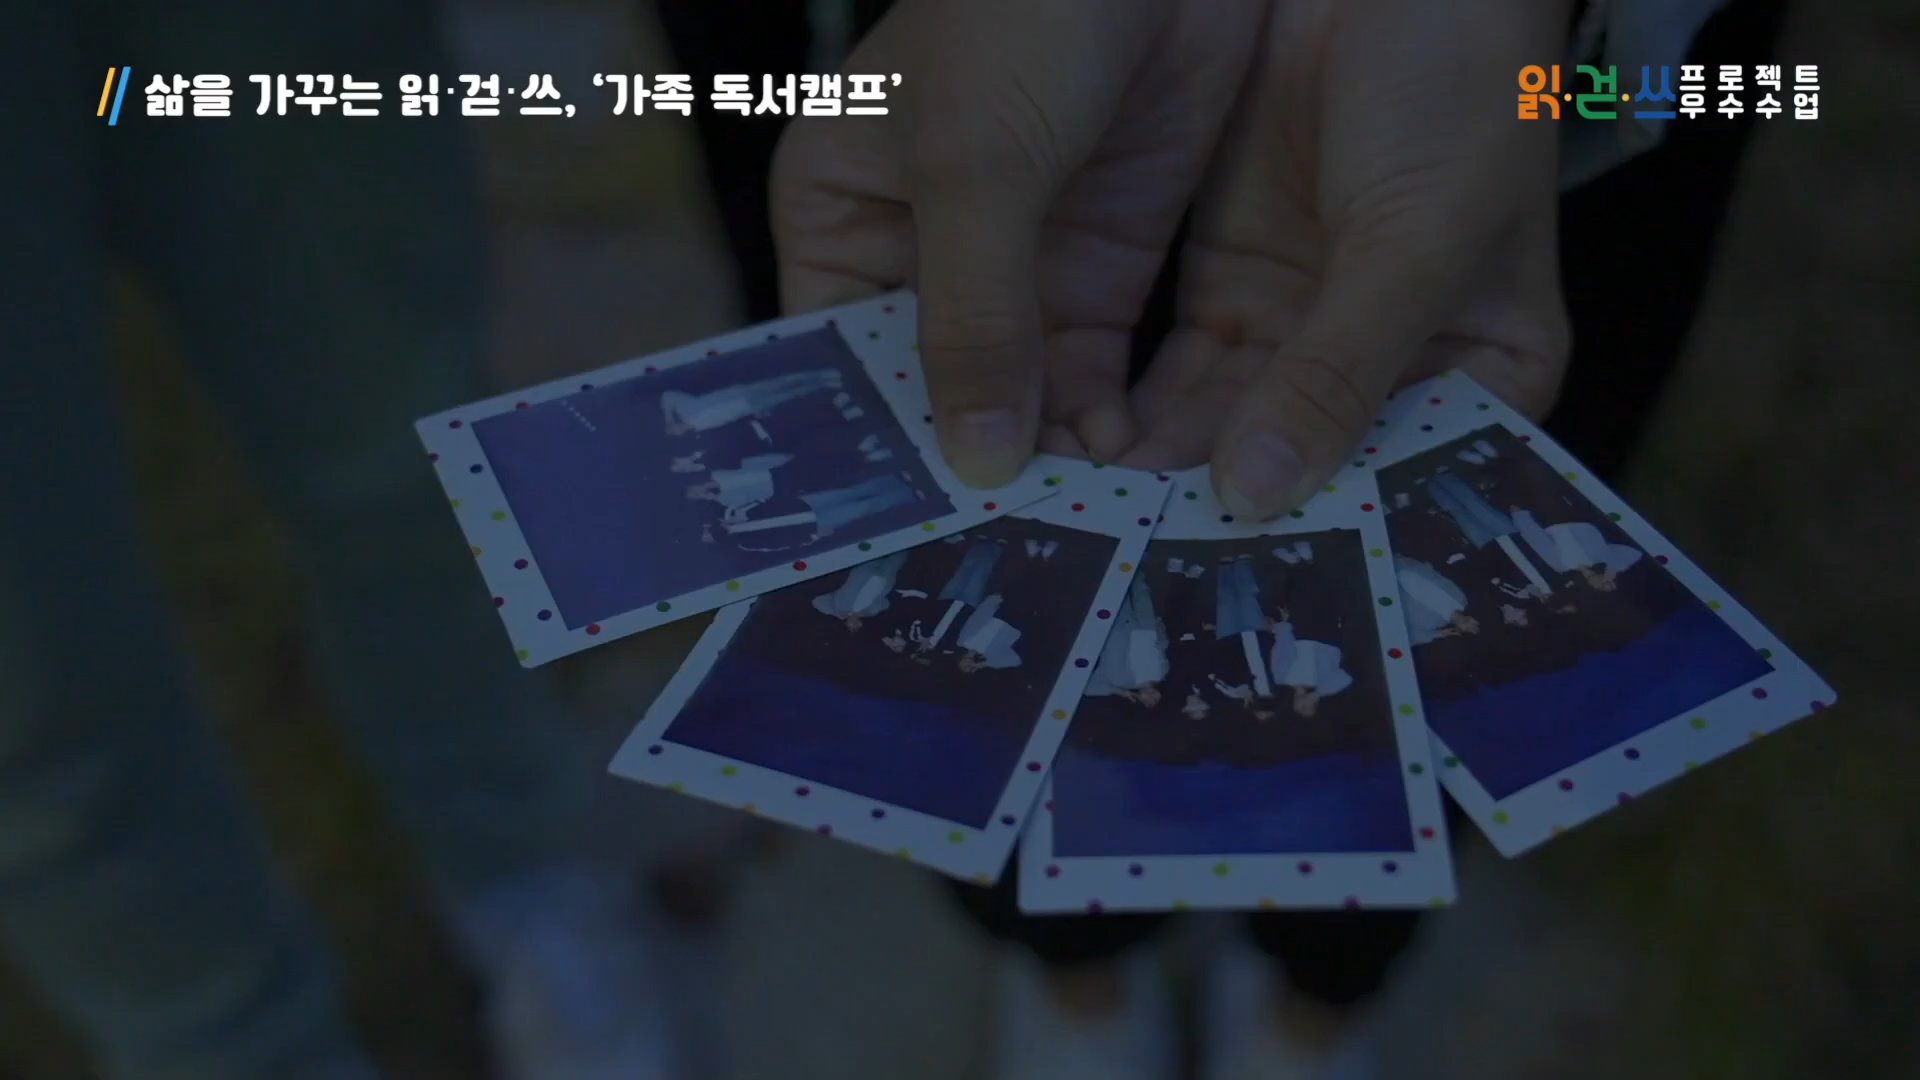 삶을 가꾸는 읽·걷·쓰, ‘가족 독서캠프’
읽·걷·쓰 프로젝트
우수수업